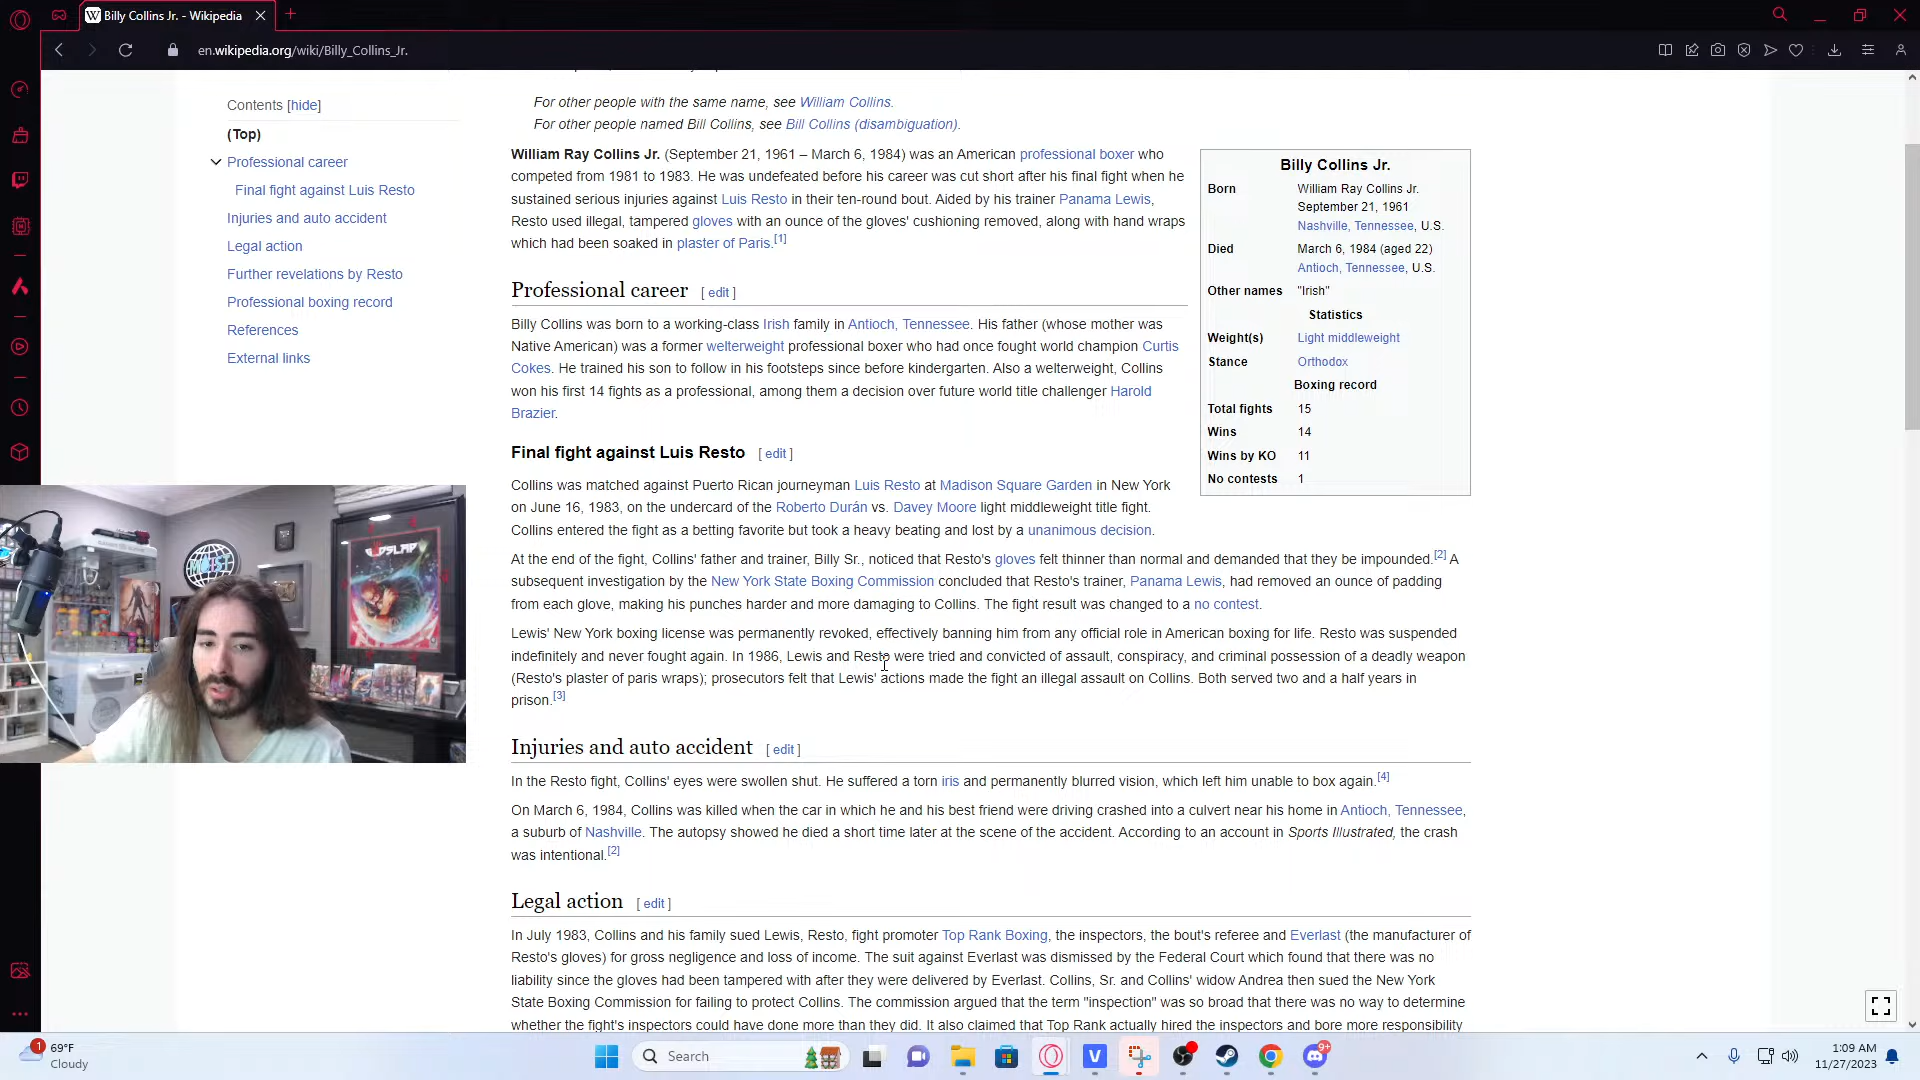 Billy Collins Jr. - Wikipedia
en.wikipedia.org/wiki/Billy_Collins_Jr.
Contents [hide]
(Top)
Professional career
Final fight against Luis Resto
Injuries and auto accident
Legal action
Further revelations by Resto
Professional boxing record
References
External links
For other people with the same name, see William Collins.
For other people named Bill Collins, see Bill Collins (disambiguation).
William Ray Collins Jr. (September 21, 1961 – March 6, 1984) was an American professional boxer who
competed from 1981 to 1983. He was undefeated before his career was cut short after his final fight when he
sustained serious injuries against Luis Resto in their ten-round bout. Aided by his trainer Panama Lewis,
Resto used illegal, tampered gloves with an ounce of the gloves' cushioning removed, along with hand wraps
which had been soaked in plaster of Paris.[1]
Billy Collins Jr.
Born William Ray Collins Jr.
September 21, 1961
Nashville, Tennessee, U.S.
Died March 6, 1984 (aged 22)
Antioch, Tennessee, U.S.
Other names "Irish"
Statistics
Weight(s) Light middleweight
Stance Orthodox
Boxing record
Total fights 15
Wins 14
Wins by KO 11
No contests 1
Professional career [ edit ]
Billy Collins was born to a working-class Irish family in Antioch, Tennessee. His father (whose mother was
Native American) was a former welterweight professional boxer who had once fought world champion Curtis
Cokes. He trained his son to follow in his footsteps since before kindergarten. Also a welterweight, Collins
won his first 14 fights as a professional, among them a decision over future world title challenger Harold
Brazier.
Final fight against Luis Resto [ edit ]
Collins was matched against Puerto Rican journeyman Luis Resto at Madison Square Garden in New York
on June 16, 1983, on the undercard of the Roberto Durán vs. Davey Moore light middleweight title fight.
Collins entered the fight as a betting favorite but took a heavy beating and lost by a unanimous decision.
At the end of the fight, Collins' father and trainer, Billy Sr., noticed that Resto's gloves felt thinner than normal and demanded that they be impounded.[2] A
subsequent investigation by the New York State Boxing Commission concluded that Resto's trainer, Panama Lewis, had removed an ounce of padding
from each glove, making his punches harder and more damaging to Collins. The fight result was changed to a no contest.
Lewis' New York boxing license was permanently revoked, effectively banning him from any official role in American boxing for life. Resto was suspended
indefinitely and never fought again. In 1986, Lewis and Resto were tried and convicted of assault, conspiracy, and criminal possession of a deadly weapon
(Resto's plaster of paris wraps); prosecutors felt that Lewis' actions made the fight an illegal assault on Collins. Both served two and a half years in
prison.[3]
Injuries and auto accident [ edit ]
In the Resto fight, Collins' eyes were swollen shut. He suffered a torn iris and permanently blurred vision, which left him unable to box again.[4]
On March 6, 1984, Collins was killed when the car in which he and his best friend were driving crashed into a culvert near his home in Antioch, Tennessee,
a suburb of Nashville. The autopsy showed he died a short time later at the scene of the accident. According to an account in Sports Illustrated, the crash
was intentional.[2]
Legal action [ edit ]
In July 1983, Collins and his family sued Lewis, Resto, fight promoter Top Rank Boxing, the inspectors, the bout's referee and Everlast (the manufacturer of
Resto's gloves) for gross negligence and loss of income. The suit against Everlast was dismissed by the Federal Court which found that there was no
liability since the gloves had been tampered with after they were delivered by Everlast. Collins, Sr. and Collins' widow Andrea then sued the New York
State Boxing Commission for failing to protect Collins. The commission argued that the term "inspection" was so broad that there was no way to determine
whether the fight's inspectors could have done more than they did. It also claimed that Top Rank actually hired the inspectors and bore more responsibility
MOIST
1
69°F
Cloudy
Search
9+
1:09 AM
11/27/2023